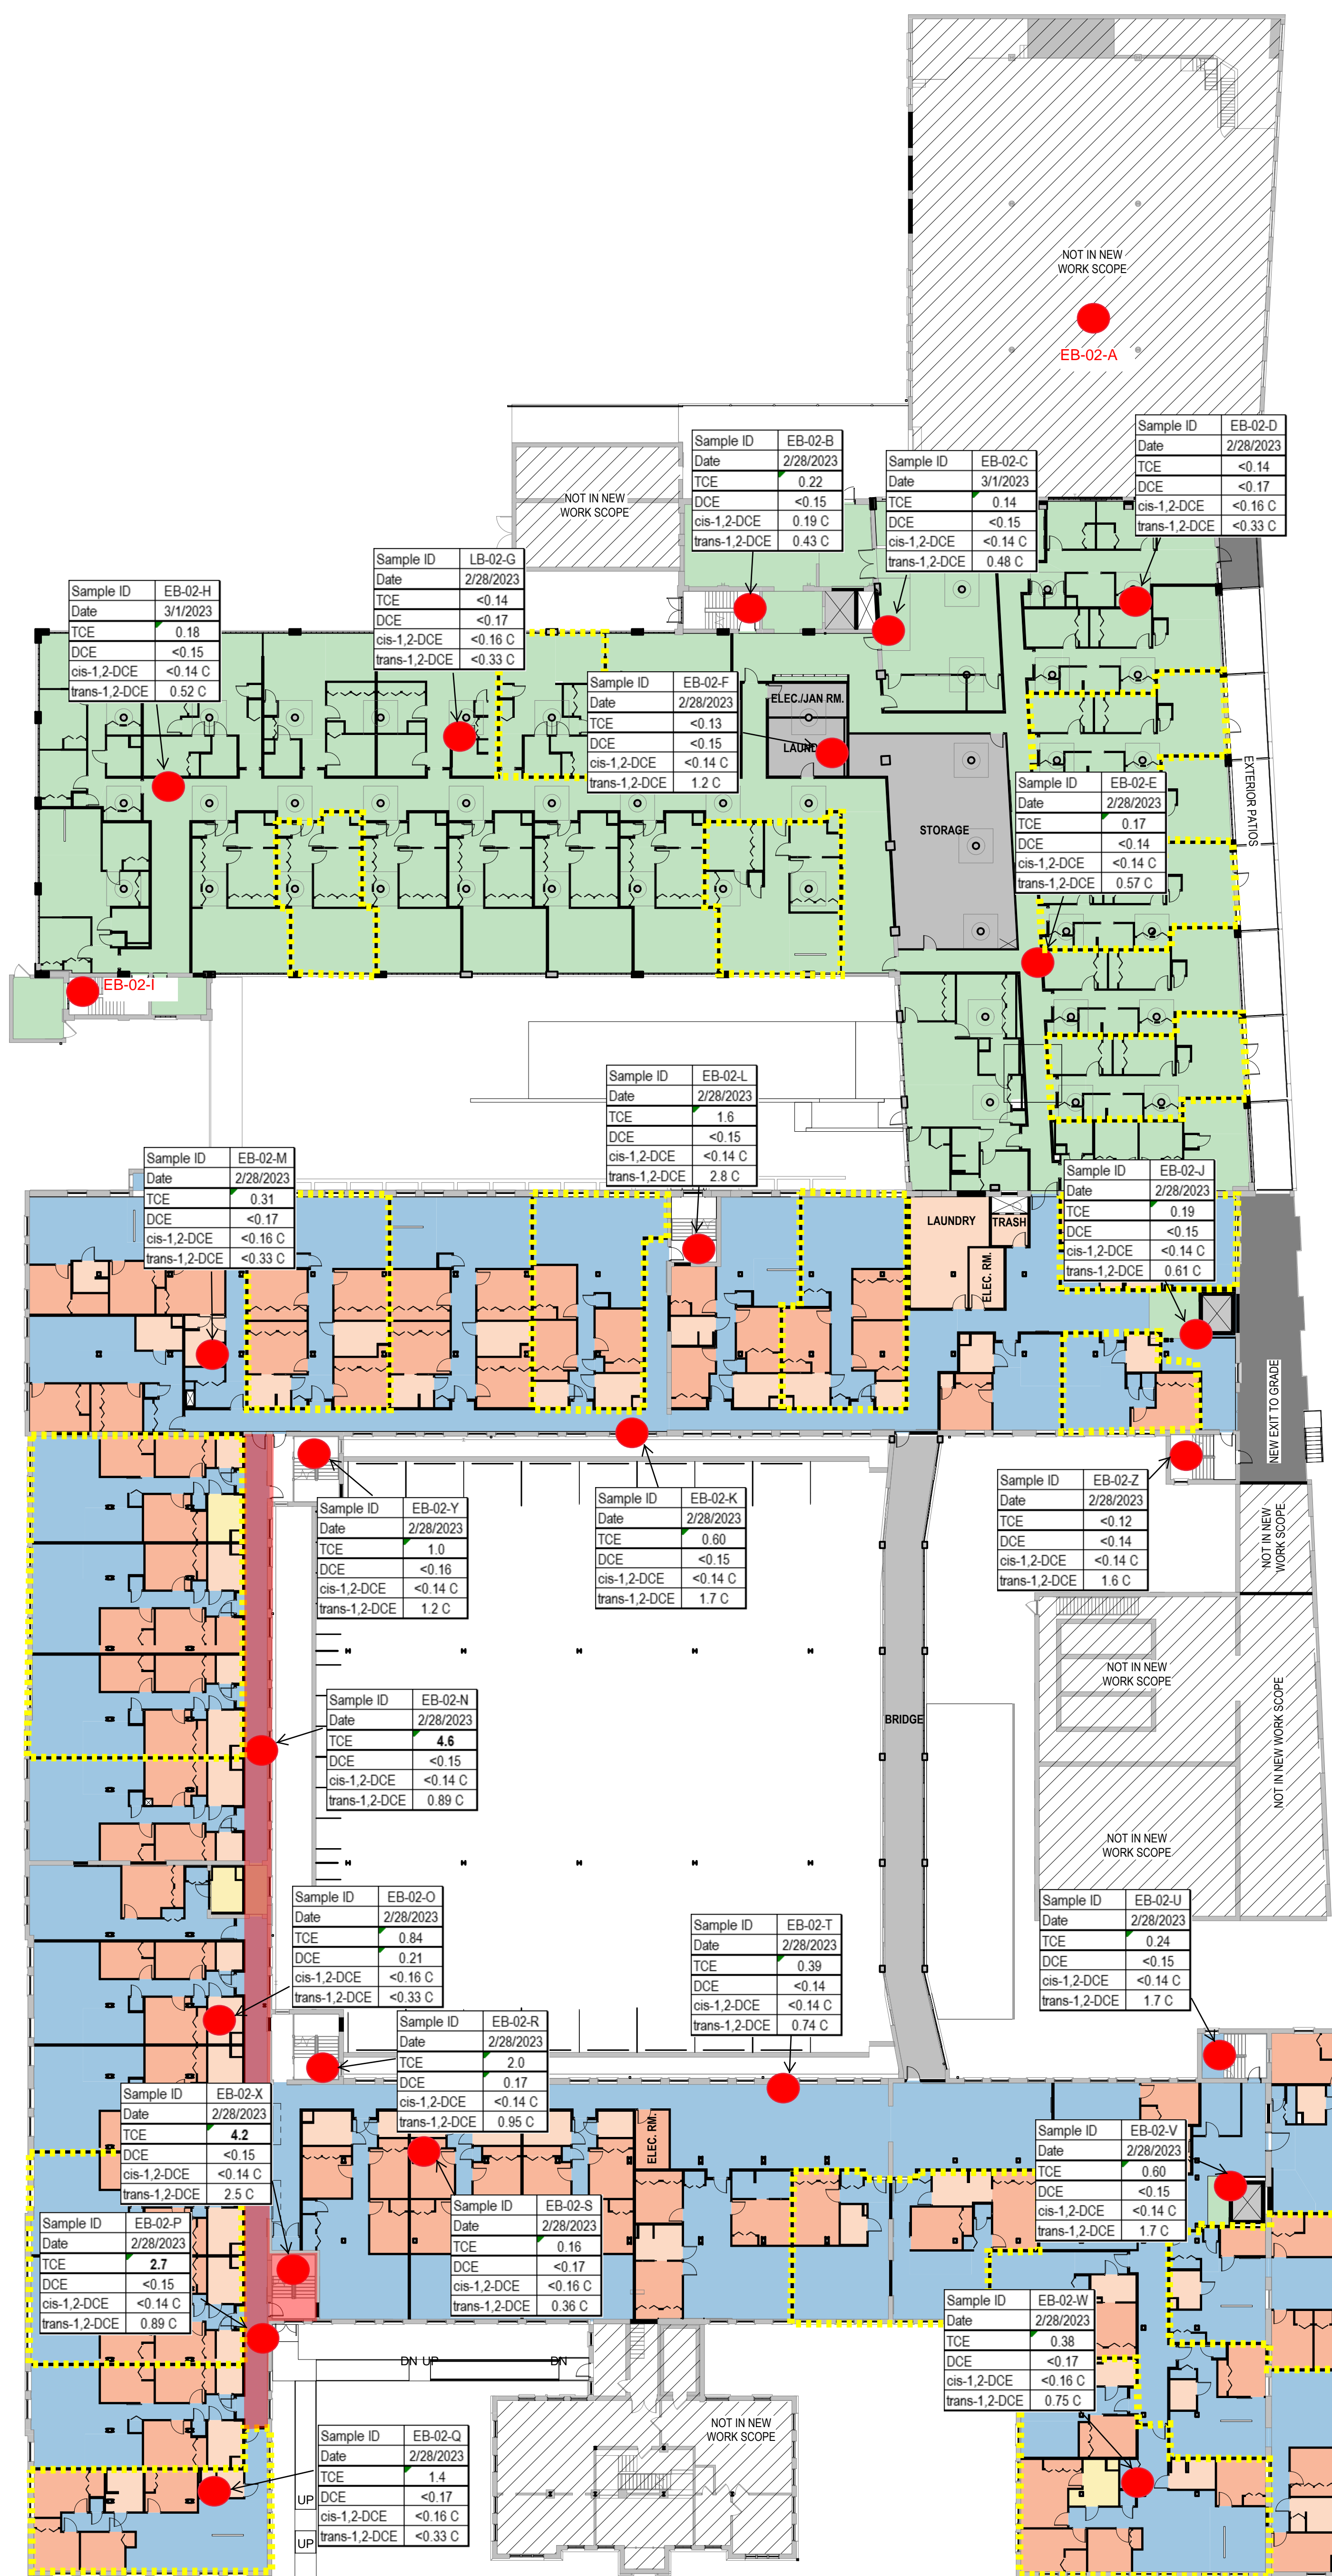 NOT IN NEW
WORK SCOPE
EB-02-A
Sample ID EB-02-D
Date 2/28/2023
TCE <0.14
DCE <0.17
cis-1,2-DCE <0.16 C
trans-1,2-DCE <0.33 C
Sample ID EB-02-B
Date 2/28/2023
TCE 0.22
DCE <0.15
cis-1,2-DCE 0.19 C
trans-1,2-DCE 0.43 C
Sample ID EB-02-C
Date 3/1/2023
TCE 0.14
DCE <0.15
cis-1,2-DCE <0.14 C
trans-1,2-DCE 0.48 C
NOT IN NEW
WORK SCOPE
Sample ID LB-02-G
Date 2/28/2023
TCE <0.14
DCE <0.17
cis-1,2-DCE <0.16 C
trans-1,2-DCE <0.33 C
Sample ID EB-02-H
Date 3/1/2023
TCE 0.18
DCE <0.15
cis-1,2-DCE <0.14 C
trans-1,2-DCE 0.52 C
Sample ID EB-02-F
Date 2/28/2023
TCE <0.13
DCE <0.15
cis-1,2-DCE <0.14 C
trans-1,2-DCE 1.2 C
ELEC./JAN RM.
LAUND
EXTERIOR PATIOS
Sample ID EB-02-E
Date 2/28/2023
TCE 0.17
DCE <0.14
cis-1,2-DCE <0.14 C
trans-1,2-DCE 0.57 C
STORAGE
EB-02-I
Sample ID EB-02-L
Date 2/28/2023
TCE 1.6
DCE <0.15
cis-1,2-DCE <0.14 C
trans-1,2-DCE 2.8 C
Sample ID EB-02-M
Date 2/28/2023
TCE 0.31
DCE <0.17
cis-1,2-DCE <0.16 C
trans-1,2-DCE <0.33 C
Sample ID EB-02-J
Date 2/28/2023
TCE 0.19
DCE <0.15
cis-1,2-DCE <0.14 C
trans-1,2-DCE 0.61 C
LAUNDRY
TRASH
ELEC. RM.
NEW EXIT TO GRADE
Sample ID EB-02-Y
Date 2/28/2023
TCE 1.0
DCE <0.16
cis-1,2-DCE <0.14 C
trans-1,2-DCE 1.2 C
Sample ID EB-02-K
Date 2/28/2023
TCE 0.60
DCE <0.15
cis-1,2-DCE <0.14 C
trans-1,2-DCE 1.7 C
Sample ID EB-02-Z
Date 2/28/2023
TCE <0.12
DCE <0.14
cis-1,2-DCE <0.14 C
trans-1,2-DCE 1.6 C
NOT IN NEW
WORK SCOPE
NOT IN NEW
WORK SCOPE
NOT IN NEW WORK SCOPE
Sample ID EB-02-N
Date 2/28/2023
TCE 4.6
DCE <0.15
cis-1,2-DCE <0.14 C
trans-1,2-DCE 0.89 C
BRIDGE
NOT IN NEW
WORK SCOPE
Sample ID EB-02-O
Date 2/28/2023
TCE 0.84
DCE 0.21
cis-1,2-DCE <0.16 C
trans-1,2-DCE <0.33 C
Sample ID EB-02-T
Date 2/28/2023
TCE 0.39
DCE <0.14
cis-1,2-DCE <0.14 C
trans-1,2-DCE 0.74 C
Sample ID EB-02-U
Date 2/28/2023
TCE 0.24
DCE <0.15
cis-1,2-DCE <0.14 C
trans-1,2-DCE 1.7 C
Sample ID EB-02-R
Date 2/28/2023
TCE 2.0
DCE 0.17
cis-1,2-DCE <0.14 C
trans-1,2-DCE 0.95 C
Sample ID EB-02-X
Date 2/28/2023
TCE 4.2
DCE <0.15
cis-1,2-DCE <0.14 C
trans-1,2-DCE 2.5 C
ELEC. RM.
Sample ID EB-02-V
Date 2/28/2023
TCE 0.60
DCE <0.15
cis-1,2-DCE <0.14 C
trans-1,2-DCE 1.7 C
Sample ID EB-02-S
Date 2/28/2023
TCE 0.16
DCE <0.17
cis-1,2-DCE <0.16 C
trans-1,2-DCE 0.36 C
Sample ID EB-02-P
Date 2/28/2023
TCE 2.7
DCE <0.15
cis-1,2-DCE <0.14 C
trans-1,2-DCE 0.89 C
Sample ID EB-02-W
Date 2/28/2023
TCE 0.38
DCE <0.17
cis-1,2-DCE <0.16 C
trans-1,2-DCE 0.75 C
DN UP DN
NOT IN NEW
WORK SCOPE
Sample ID EB-02-Q
Date 2/28/2023
TCE 1.4
DCE <0.17
cis-1,2-DCE <0.16 C
trans-1,2-DCE <0.33 C
UP
UP